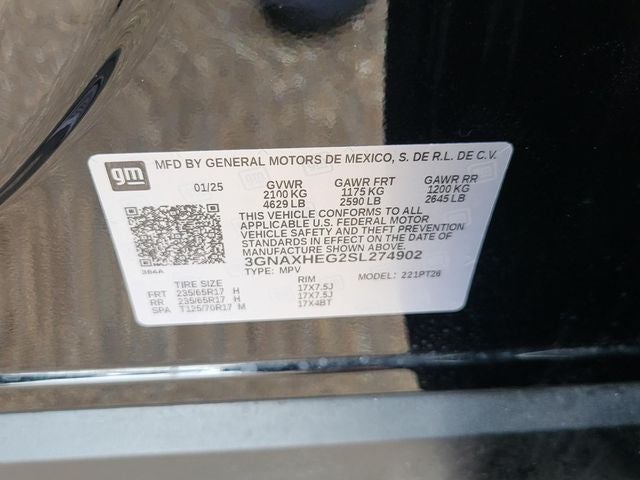 gm
MFD BY GENERAL MOTORS DE MEXICO, S. DE R.L. DE C.V.
01/25 GVWR GAWR FRT GAWR RR
2100 KG 1175 KG 1200 KG
4629 LB 2590 LB 2645 LB
THIS VEHICLE CONFORMS TO ALL
APPLICABLE U.S. FEDERAL MOTOR
VEHICLE SAFETY AND THEFT PREVENTION
STANDARDS IN EFFECT ON THE DATE OF
MANUFACTURE SHOWN ABOVE.
3GNAXHEG2SL274902
TYPE: MPV MODEL: 221PT26
TIRE SIZE RIM
FRT 235/65R17 H 17X7.5J
RR 235/65R17 H 17X7.5J
SPA T125/70R17 M 17X4BT